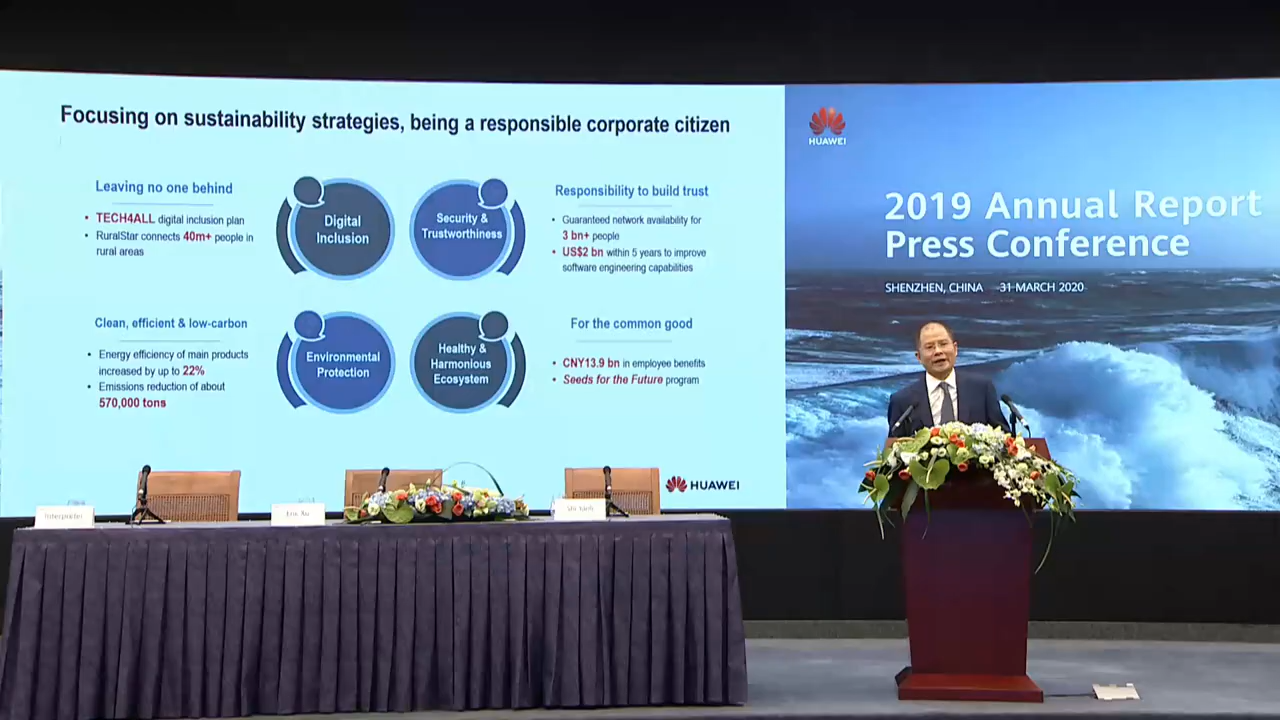 Focusing on sustainability strategies, being a responsible corporate citizen
Leaving no one behind
• TECH4ALL digital inclusion plan
• RuralStar connects 40m+ people in
rural areas
Digital
Inclusion
Security &
Trustworthiness
Responsibility to build trust
• Guaranteed network availability for
3 bn+ people
• US$2 bn within 5 years to improve
software engineering capabilities
Clean, efficient & low-carbon
• Energy efficiency of main products
increased by up to 22%
• Emissions reduction of about
570,000 tons
Environmental
Protection
Healthy &
Harmonious
Ecosystem
For the common good
• CNY13.9 bn in employee benefits
• Seeds for the Future program
HUAWEI
HUAWEI
2019 Annual Report
Press Conference
SHENZHEN, CHINA 31 MARCH 2020
Interpreter
Eric Xu